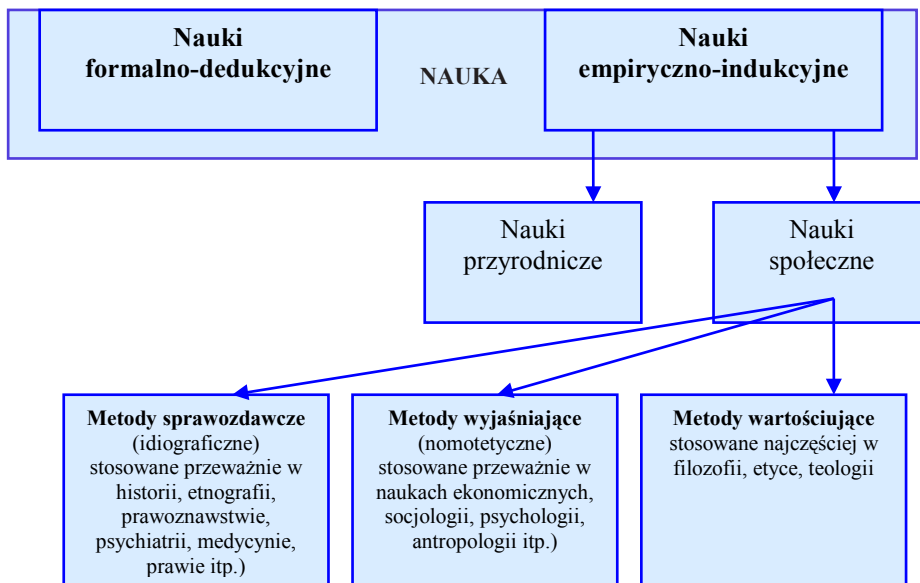 Nauki
formalno-dedukcyjne
NAUKA
Nauki
empiryczno-indukcyjne
Nauki
przyrodnicze
Nauki
społeczne
Metody sprawozdawcze
(idiograficzne)
stosowane przeważnie w
historii, etnografii,
prawoznawstwie,
psychiatrii, medycynie,
prawie itp.)
Metody wyjaśniające
(nomotetyczne)
stosowane przeważnie w
naukach ekonomicznych,
socjologii, psychologii,
antropologii itp.)
Metody wartościujące
stosowane najczęściej w
filozofii, etyce, teologii